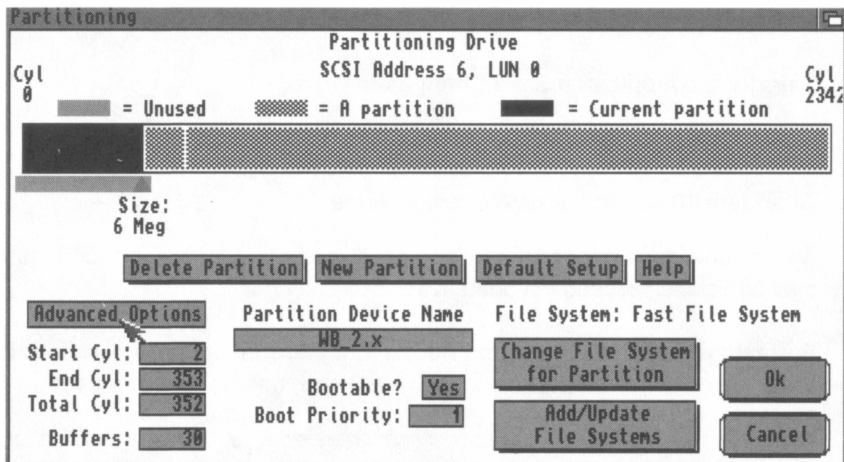 Partitioning
Partitioning Drive
SCSI Address 6, LUN 0
Cyl
0
Cyl
2342
= Unused
= A partition
= Current partition
Size:
6 Meg
Delete Partition
New Partition
Default Setup
Help
Advanced Options
Partition Device Name
File System: Fast File System
WB_2.x
Start Cyl: 2
End Cyl: 353
Total Cyl: 352
Buffers: 30
Bootable? Yes
Boot Priority: 1
Change File System
for Partition
Add/Update
File Systems
Ok
Cancel